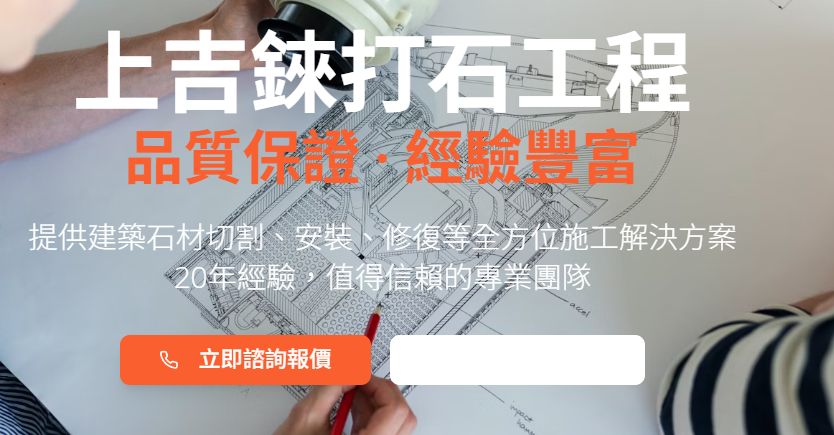 上吉錸打石工程
品質保證 · 經驗豐富
提供建築石材切割、安裝、修復等全方位施工解決方案
20年經驗，值得信賴的專業團隊
立即諮詢報價
accel
impact